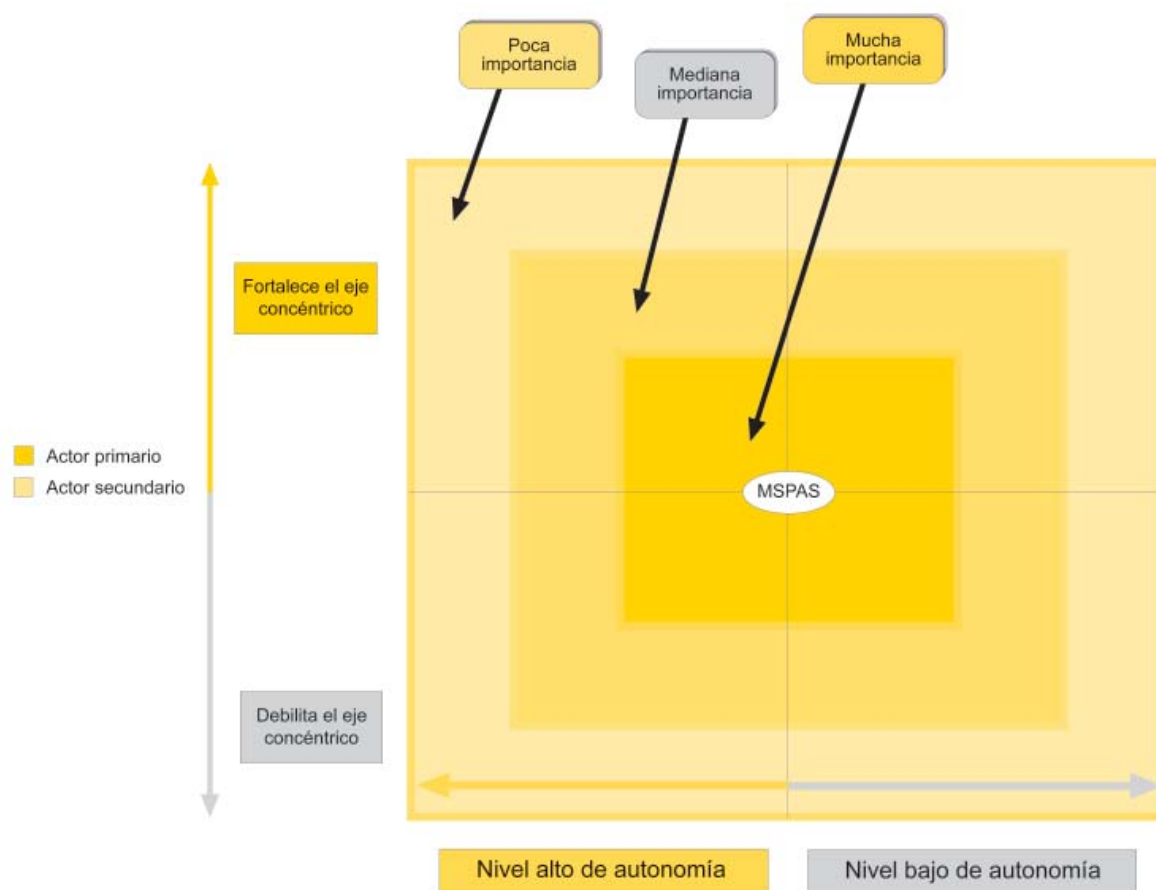 Poca
importancia
Mediana
importancia
Mucha
importancia
Fortalece el eje
concéntrico
Actor primario
Actor secundario
MSPAS
Debilita el eje
concéntrico
Nivel alto de autonomía
Nivel bajo de autonomía